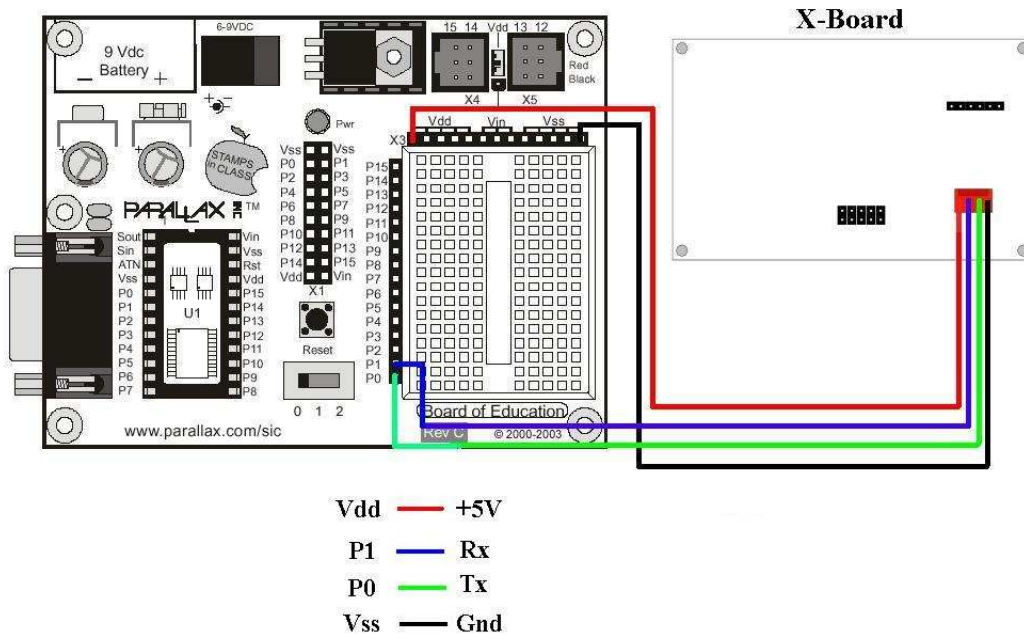 X-Board
6-9VDC
9 Vdc
Battery
15 14 Vdd 13 12
Red
Black
X4 X5
Pwr
Vdd Vin Vss
X3
STAMPS
in CLASS
PARALLAX INC TM
Vss Vss
P0 P1
P2 P3
P4 P5
P6 P7
P8 P9
P10 P11
P12 P13
P14 P15
Vdd Vin
X1
P15
P14
P13
P12
P11
P10
P9
P8
P7
P6
P5
P4
P3
P2
P1
P0
Sout Vin
Sin Vss
ATN Rst
Vss Vdd
P0 P15
P1 P14
P2 P13
P3 P12
P4 P11
P5 P10
P6 P9
P7 P8
U1
Reset
0 1 2
www.parallax.com/sic
Board of Education
Rev C © 2000-2003
Vdd +5V
P1 Rx
P0 Tx
Vss Gnd